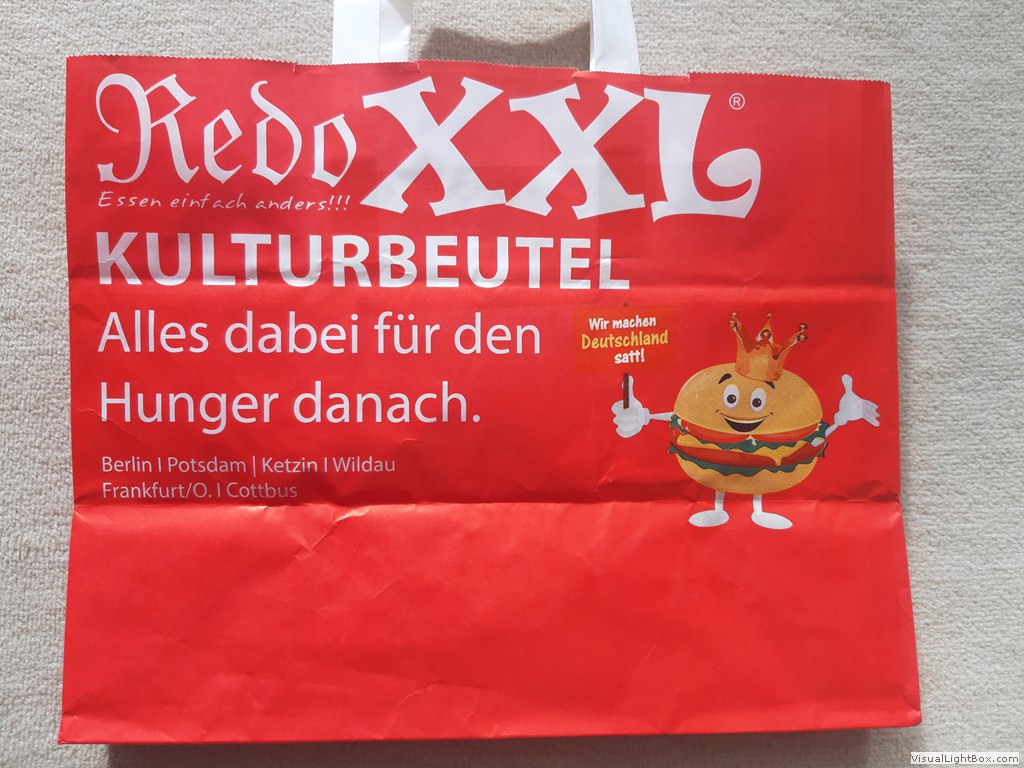 Redo XXL®
Essen einfach anders!!!
KULTURBEUTEL
Alles dabei für den
Hunger danach.
Wir machen
Deutschland
satt!
Berlin I Potsdam | Ketzin I Wildau
Frankfurt/O. I Cottbus
VisualLightBox.com